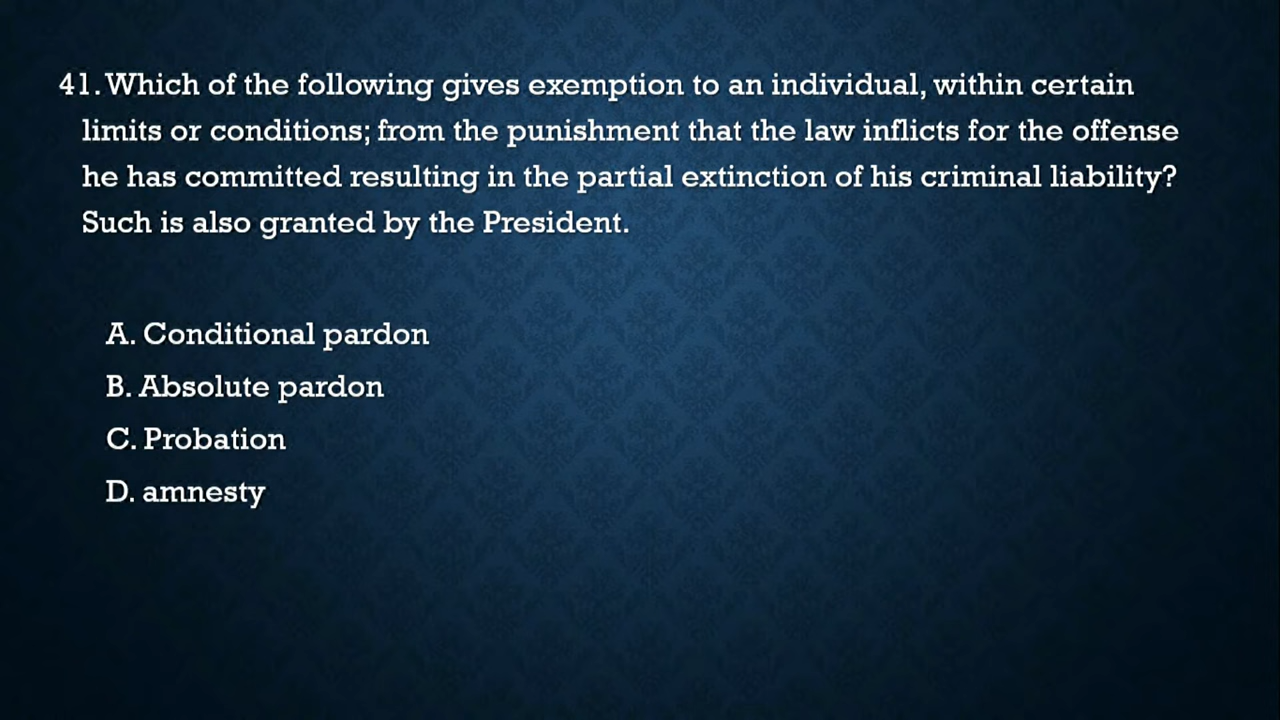 41. Which of the following gives exemption to an individual, within certain
limits or conditions; from the punishment that the law inflicts for the offense
he has committed resulting in the partial extinction of his criminal liability?
Such is also granted by the President.
A. Conditional pardon
B. Absolute pardon
C. Probation
D. amnesty